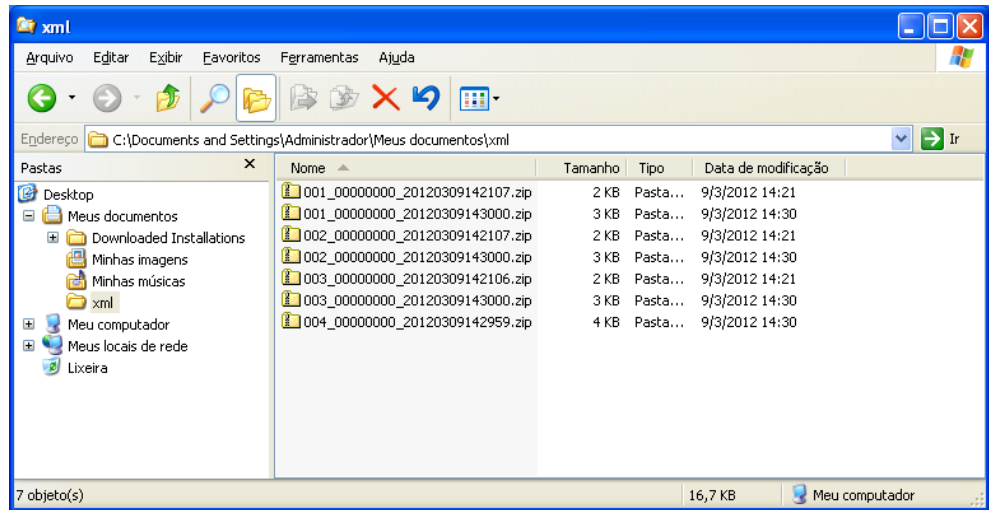 xml
Arquivo Editar Exibir Favoritos Ferramentas Ajuda
Endereço C:\Documents and Settings\Administrador\Meus documentos\xml Ir
Pastas x Nome Tamanho Tipo Data de modificação
Desktop
Meus documentos
Downloaded Installations
Minhas imagens
Minhas músicas
xml
Meu computador
Meus locais de rede
Lixeira
001_00000000_20120309142107.zip 2 KB Pasta... 9/3/2012 14:21
001_00000000_20120309143000.zip 3 KB Pasta... 9/3/2012 14:30
002_00000000_20120309142107.zip 2 KB Pasta... 9/3/2012 14:21
002_00000000_20120309143000.zip 3 KB Pasta... 9/3/2012 14:30
003_00000000_20120309142106.zip 2 KB Pasta... 9/3/2012 14:21
003_00000000_20120309143000.zip 3 KB Pasta... 9/3/2012 14:30
004_00000000_20120309142959.zip 4 KB Pasta... 9/3/2012 14:30
7 objeto(s) 16,7 KB Meu computador